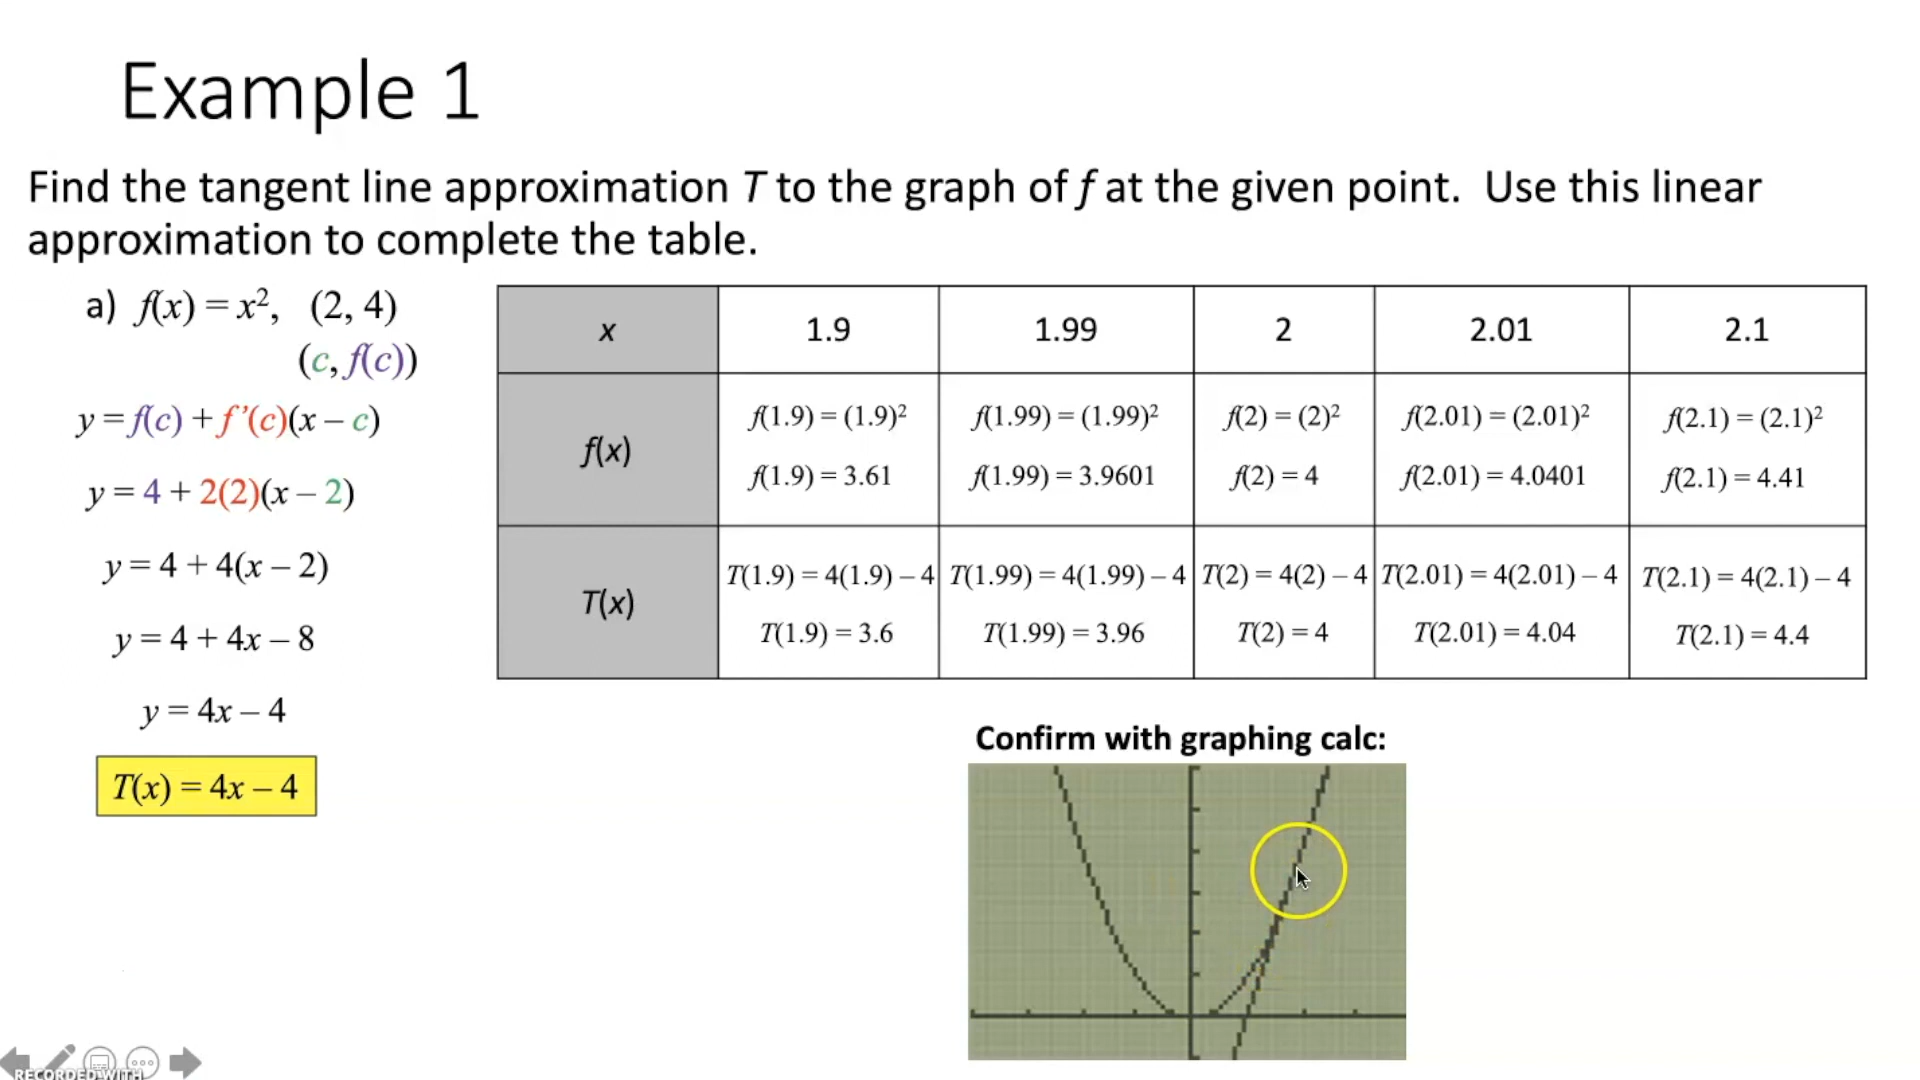 Example 1
Find the tangent line approximation T to the graph of f at the given point.  Use this linear
approximation to complete the table.
a) f(x) = x², (2, 4)
(c, f(c))
y = f(c) + f’(c)(x – c)
y = 4 + 2(2)(x – 2)
y = 4 + 4(x – 2)
y = 4 + 4x – 8
y = 4x – 4
T(x) = 4x – 4
x 1.9 1.99 2 2.01 2.1
f(x)
f(1.9) = (1.9)² f(1.99) = (1.99)² f(2) = (2)² f(2.01) = (2.01)² f(2.1) = (2.1)²
f(1.9) = 3.61 f(1.99) = 3.9601 f(2) = 4 f(2.01) = 4.0401 f(2.1) = 4.41
T(x)
T(1.9) = 4(1.9) – 4 T(1.99) = 4(1.99) – 4 T(2) = 4(2) – 4 T(2.01) = 4(2.01) – 4 T(2.1) = 4(2.1) – 4
T(1.9) = 3.6 T(1.99) = 3.96 T(2) = 4 T(2.01) = 4.04 T(2.1) = 4.4
Confirm with graphing calc:
RECORDED WITH